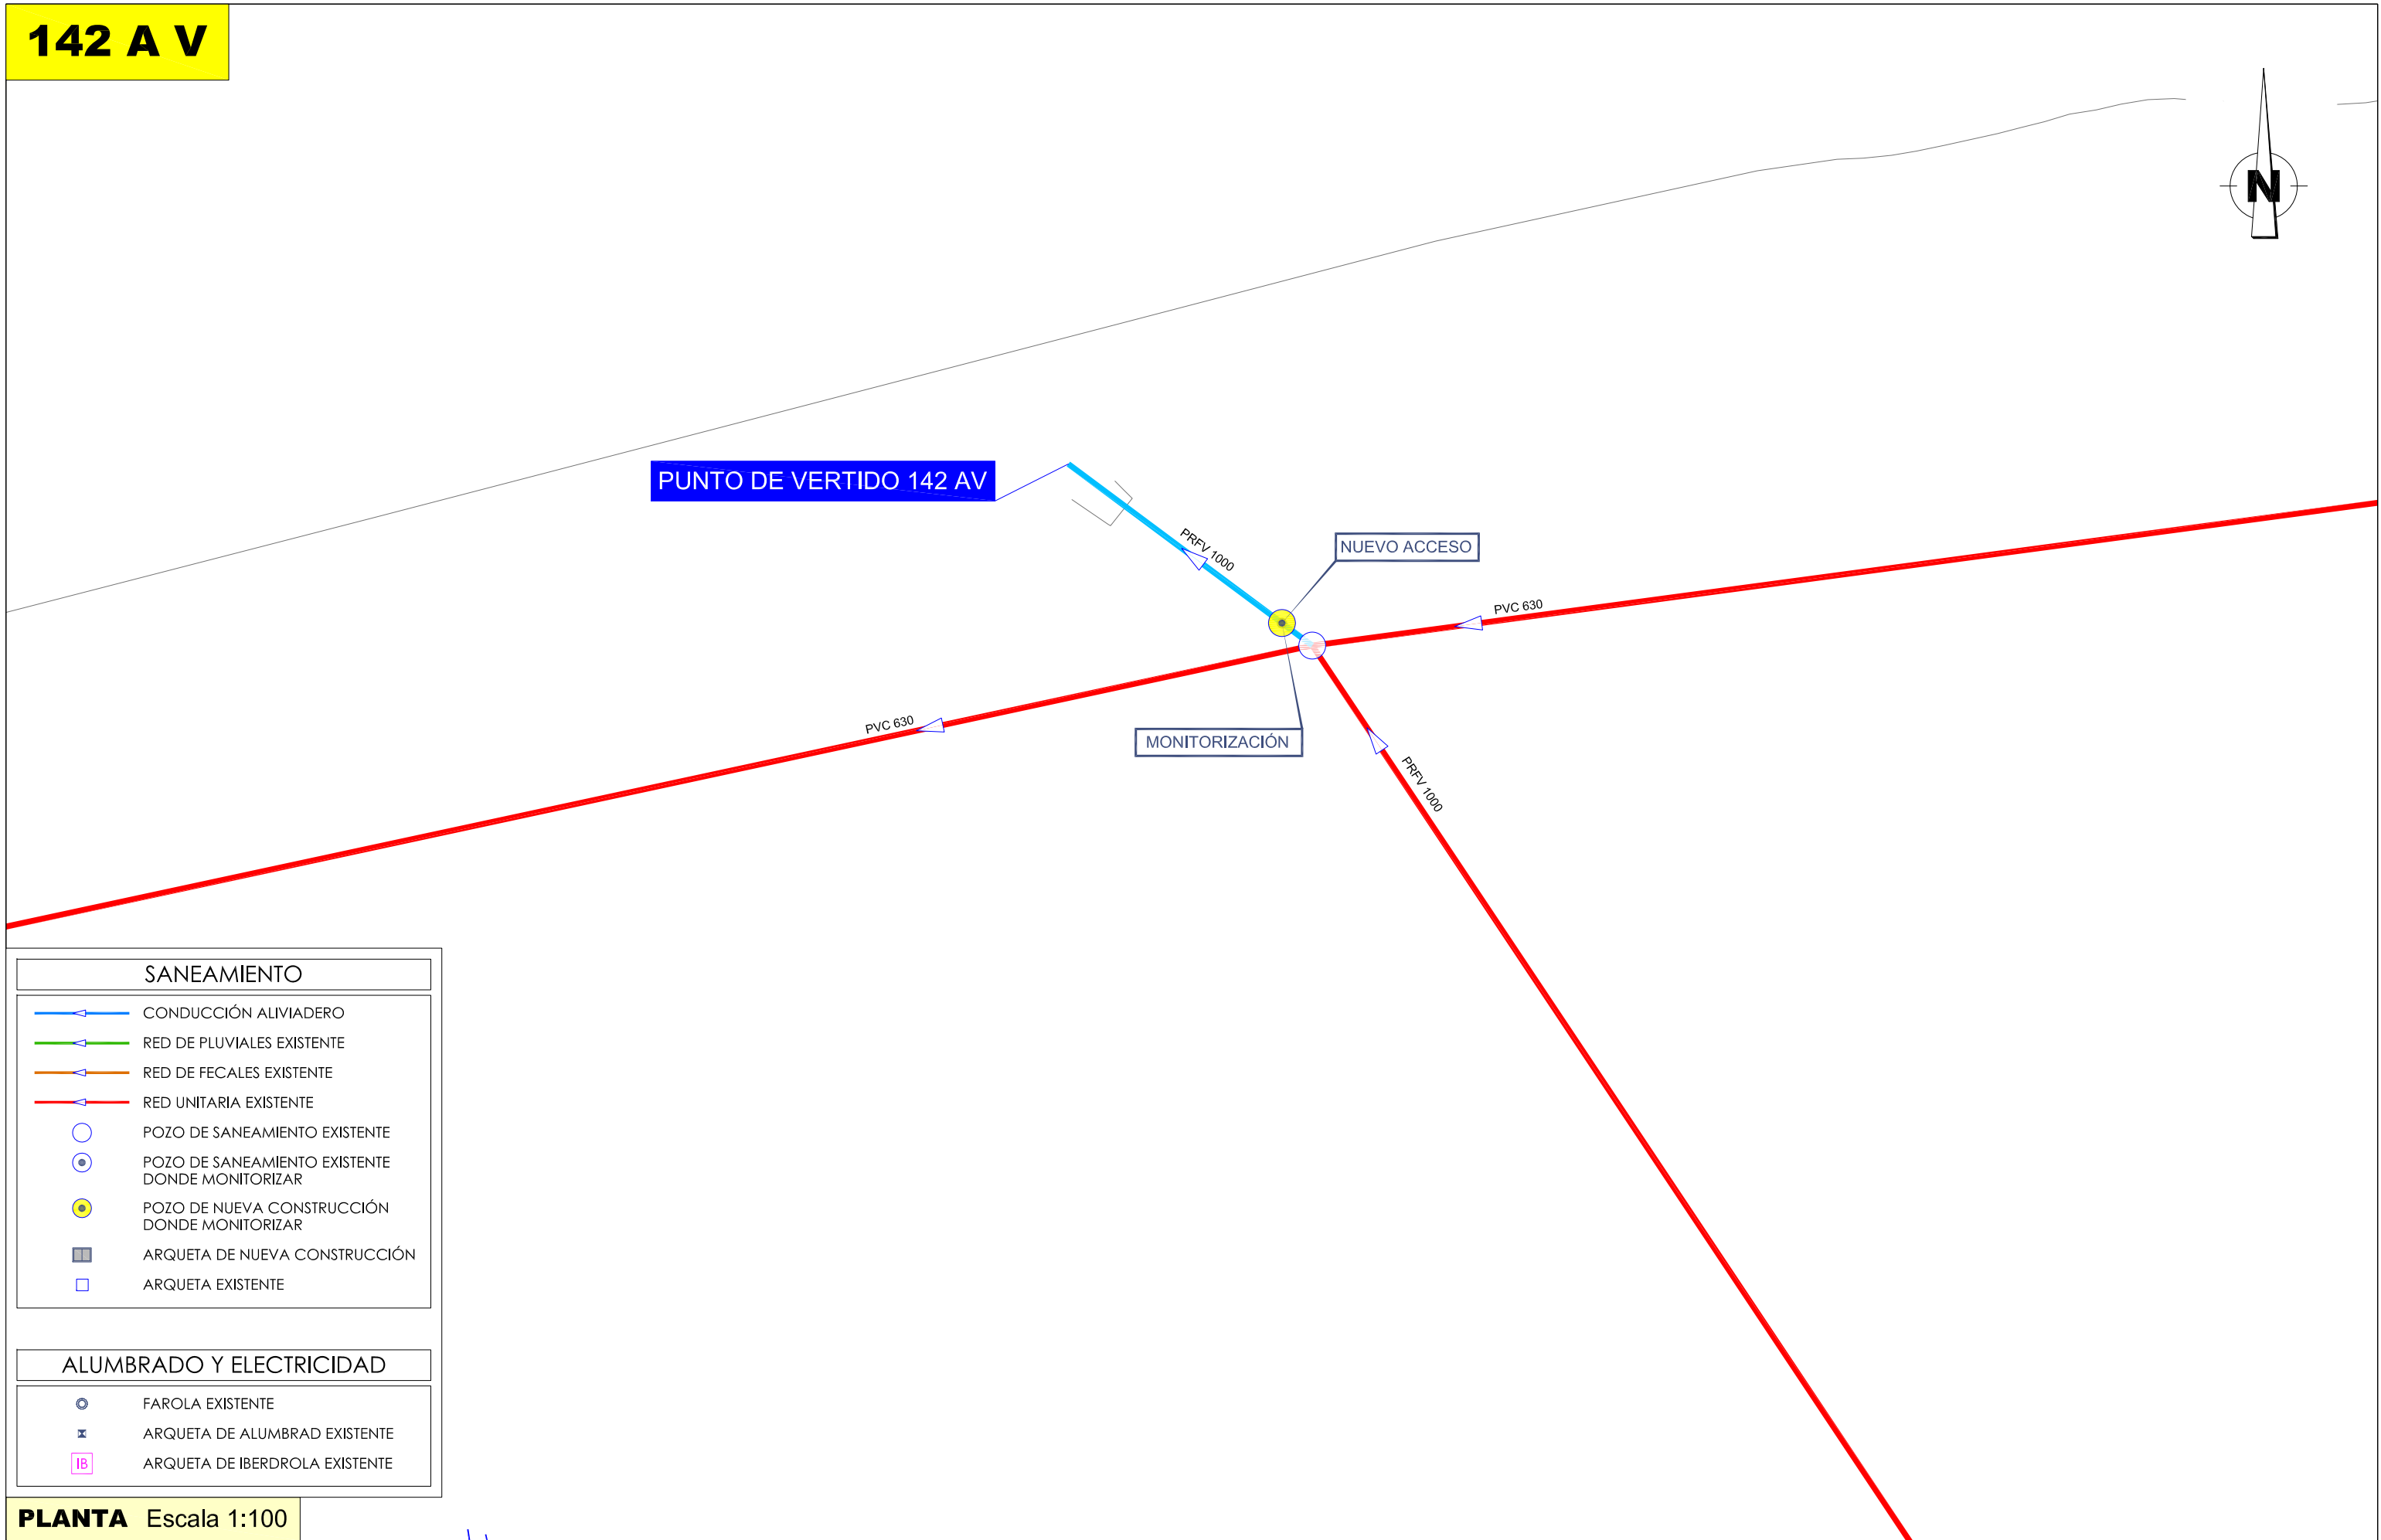 142 A V
N
PUNTO DE VERTIDO 142 AV
PRFV 1000
NUEVO ACCESO
PVC 630
PVC 630
MONITORIZACIÓN
PRFV 1000
SANEAMIENTO
CONDUCCIÓN ALIVIADERO
RED DE PLUVIALES EXISTENTE
RED DE FECALES EXISTENTE
RED UNITARIA EXISTENTE
POZO DE SANEAMIENTO EXISTENTE
POZO DE SANEAMIENTO EXISTENTE
DONDE MONITORIZAR
POZO DE NUEVA CONSTRUCCIÓN
DONDE MONITORIZAR
ARQUETA DE NUEVA CONSTRUCCIÓN
ARQUETA EXISTENTE
ALUMBRADO Y ELECTRICIDAD
FAROLA EXISTENTE
ARQUETA DE ALUMBRAD EXISTENTE
IB ARQUETA DE IBERDROLA EXISTENTE
PLANTA Escala 1:100